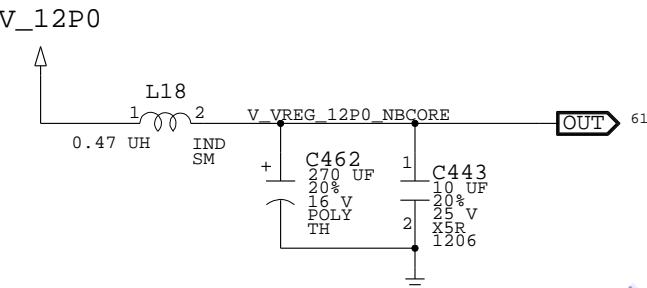 V_12P0
L18
1 2
0.47 UH
IND
SM
V_VREG_12P0_NBCORE
OUT 61
+
C462
270 UF
20%
16 V
POLY
TH
1
2
C443
10 UF
20%
25 V
X5R
1206